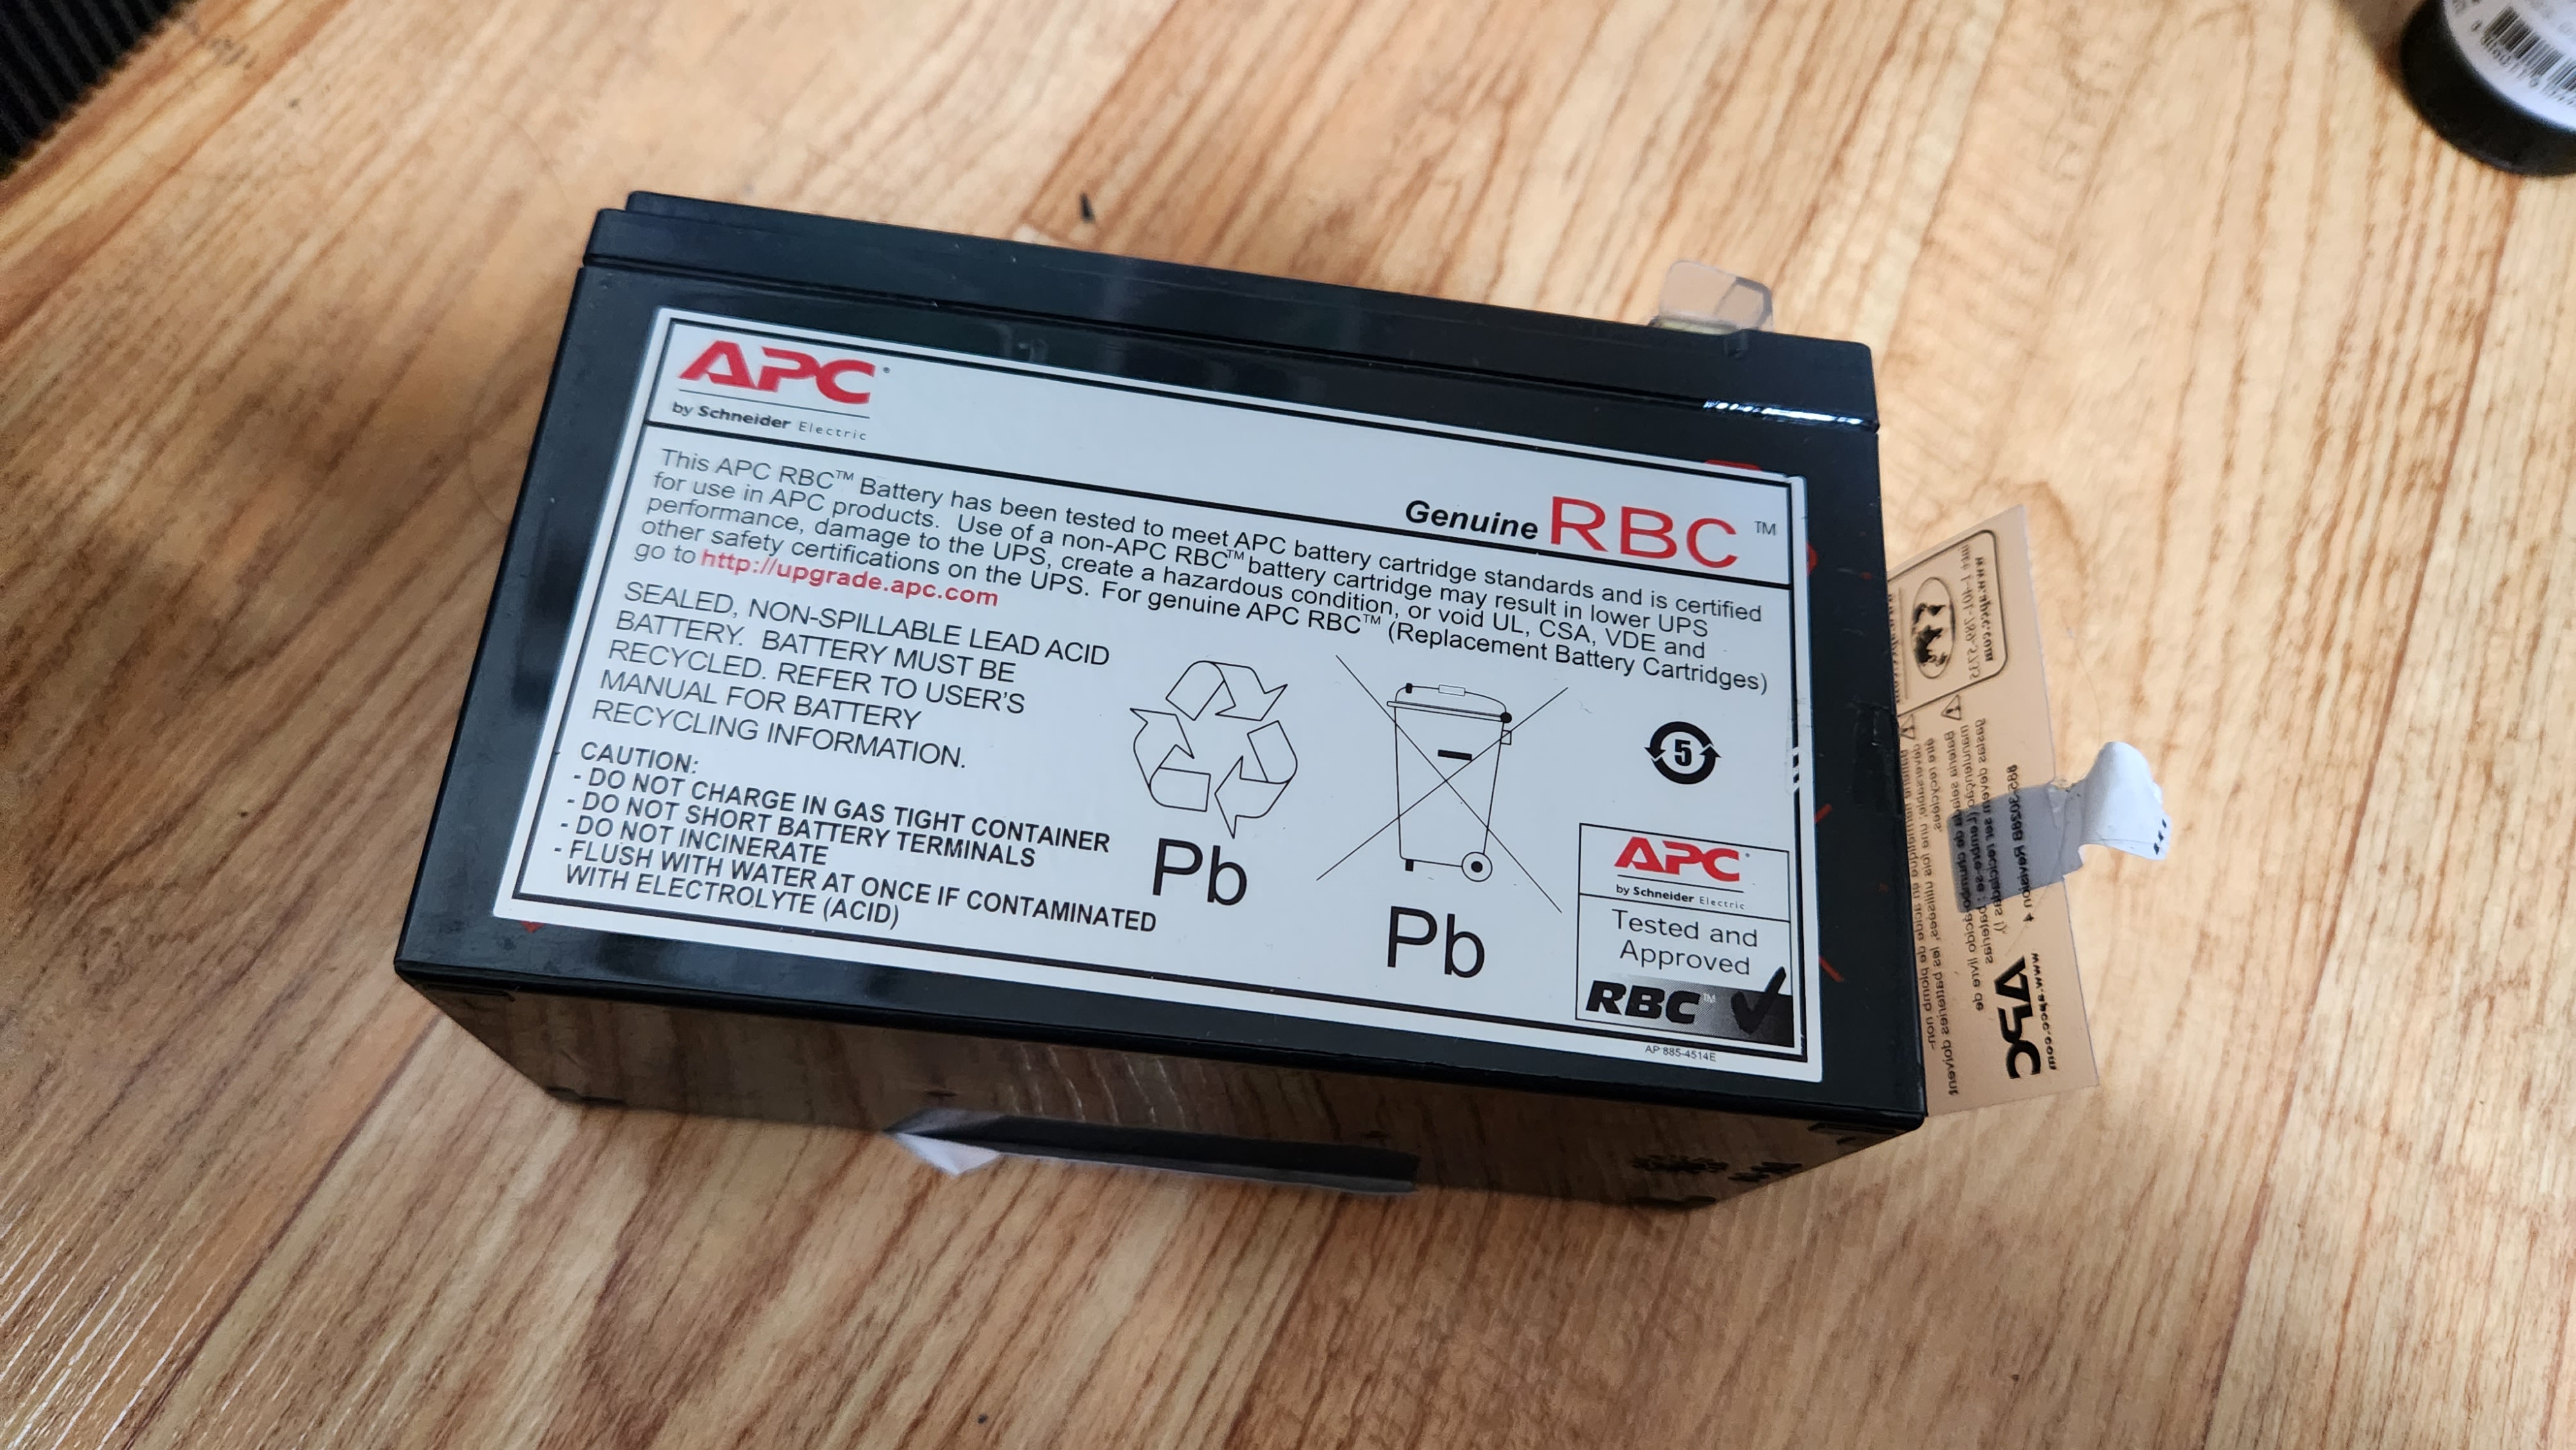 APC
by Schneider Electric
Genuine RBC™
This APC RBC™ Battery has been tested to meet APC battery cartridge standards and is certified
for use in APC products. Use of a non-APC RBC™ battery cartridge may result in lower UPS
performance, damage to the UPS, create a hazardous condition, or void UL, CSA, VDE and
other safety certifications on the UPS. For genuine APC RBC™ (Replacement Battery Cartridges)
go to http://upgrade.apc.com
SEALED, NON-SPILLABLE LEAD ACID
BATTERY. BATTERY MUST BE
RECYCLED. REFER TO USER'S
MANUAL FOR BATTERY
RECYCLING INFORMATION.
CAUTION:
- DO NOT CHARGE IN GAS TIGHT CONTAINER
- DO NOT SHORT BATTERY TERMINALS
- DO NOT INCINERATE
- FLUSH WITH WATER AT ONCE IF CONTAMINATED
WITH ELECTROLYTE (ACID)
Pb
Pb
5
APC
by Schneider Electric
Tested and
Approved
RBC™
AP 885-4514E
APC
www.apc.com